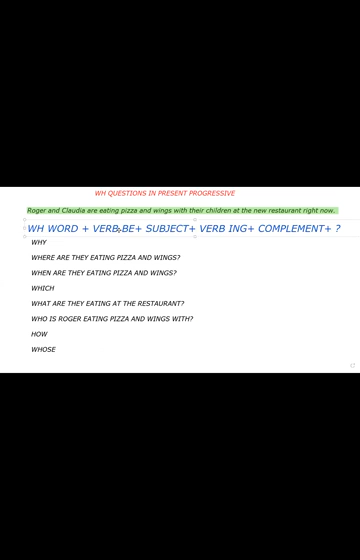 WH QUESTIONS IN PRESENT PROGRESSIVE
Roger and Claudia are eating pizza and wings with their children at the new restaurant right now.
WH WORD + VERB BE+ SUBJECT+ VERB ING+ COMPLEMENT+ ?
WHY
WHERE ARE THEY EATING PIZZA AND WINGS?
WHEN ARE THEY EATING PIZZA AND WINGS?
WHICH
WHAT ARE THEY EATING AT THE RESTAURANT?
WHO IS ROGER EATING PIZZA AND WINGS WITH?
HOW
WHOSE